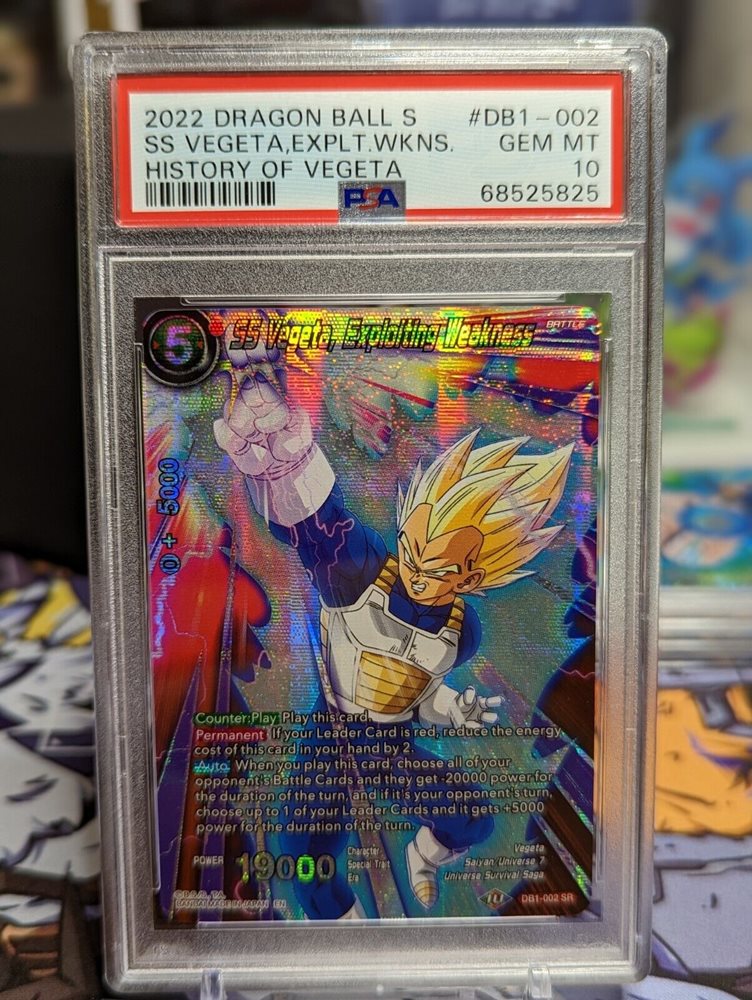 2022 DRAGON BALL S #DB1-002
SS VEGETA,EXPLT.WKNS. GEM MT
HISTORY OF VEGETA 10
PSA 68525825
5 SS Vegeta, Exploiting Weakness BATTLE
0 + 5000
Counter:Play Play this card.
Permanent If your Leader Card is red, reduce the energy
cost of this card in your hand by 2.
Auto When you play this card, choose all of your
opponent's Battle Cards and they get -20000 power for
the duration of the turn, and if it's your opponent's turn,
choose up to 1 of your Leader Cards and it gets +5000
power for the duration of the turn.
POWER 19000
Character Vegeta
Special Trait Saiyan/Universe 7
Era Universe Survival Saga
©B.S./S., T.A.
BANDAI MADE IN JAPAN EN
DB1-002 SR